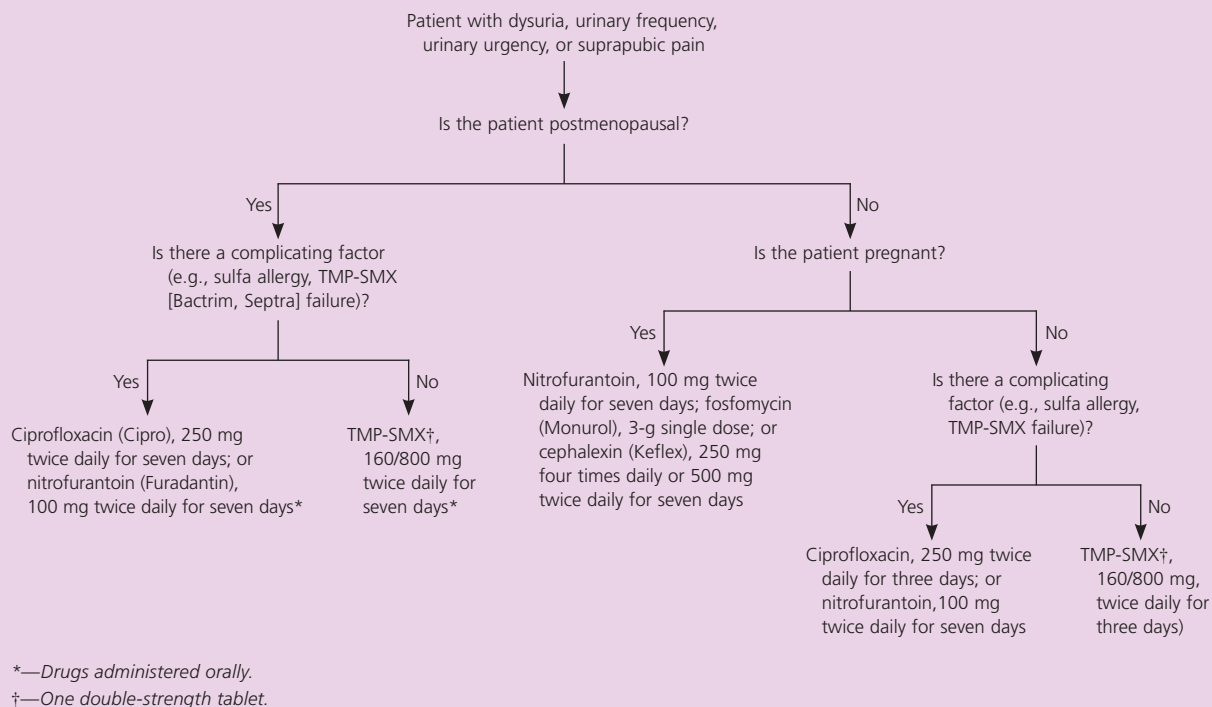 Patient with dysuria, urinary frequency,
urinary urgency, or suprapubic pain
Is the patient postmenopausal?
Yes
No
Is there a complicating factor
(e.g., sulfa allergy, TMP-SMX
[Bactrim, Septra] failure)?
Is the patient pregnant?
Yes
No
Yes
No
Nitrofurantoin, 100 mg twice
daily for seven days; fosfomycin
(Monurol), 3-g single dose; or
cephalexin (Keflex), 250 mg
four times daily or 500 mg
twice daily for seven days
Is there a complicating
factor (e.g., sulfa allergy,
TMP-SMX failure)?
Ciprofloxacin (Cipro), 250 mg
twice daily for seven days; or
nitrofurantoin (Furadantin),
100 mg twice daily for seven days*
TMP-SMX†,
160/800 mg
twice daily for
seven days*
Yes
No
Ciprofloxacin, 250 mg twice
daily for three days; or
nitrofurantoin,100 mg
twice daily for seven days
TMP-SMX†,
160/800 mg,
twice daily for
three days)
*—Drugs administered orally.
†—One double-strength tablet.